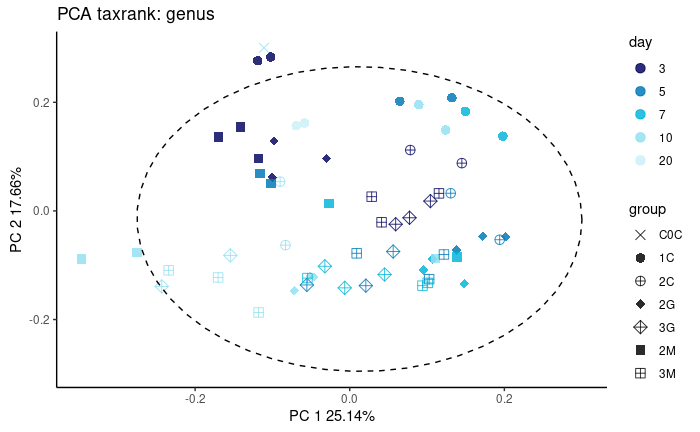 PCA taxrank: genus
0.2
0.0
-0.2
PC 2 17.66%
-0.2
0.0
0.2
PC 1 25.14%
day
3
5
7
10
20
group
C0C
1C
2C
2G
3G
2M
3M